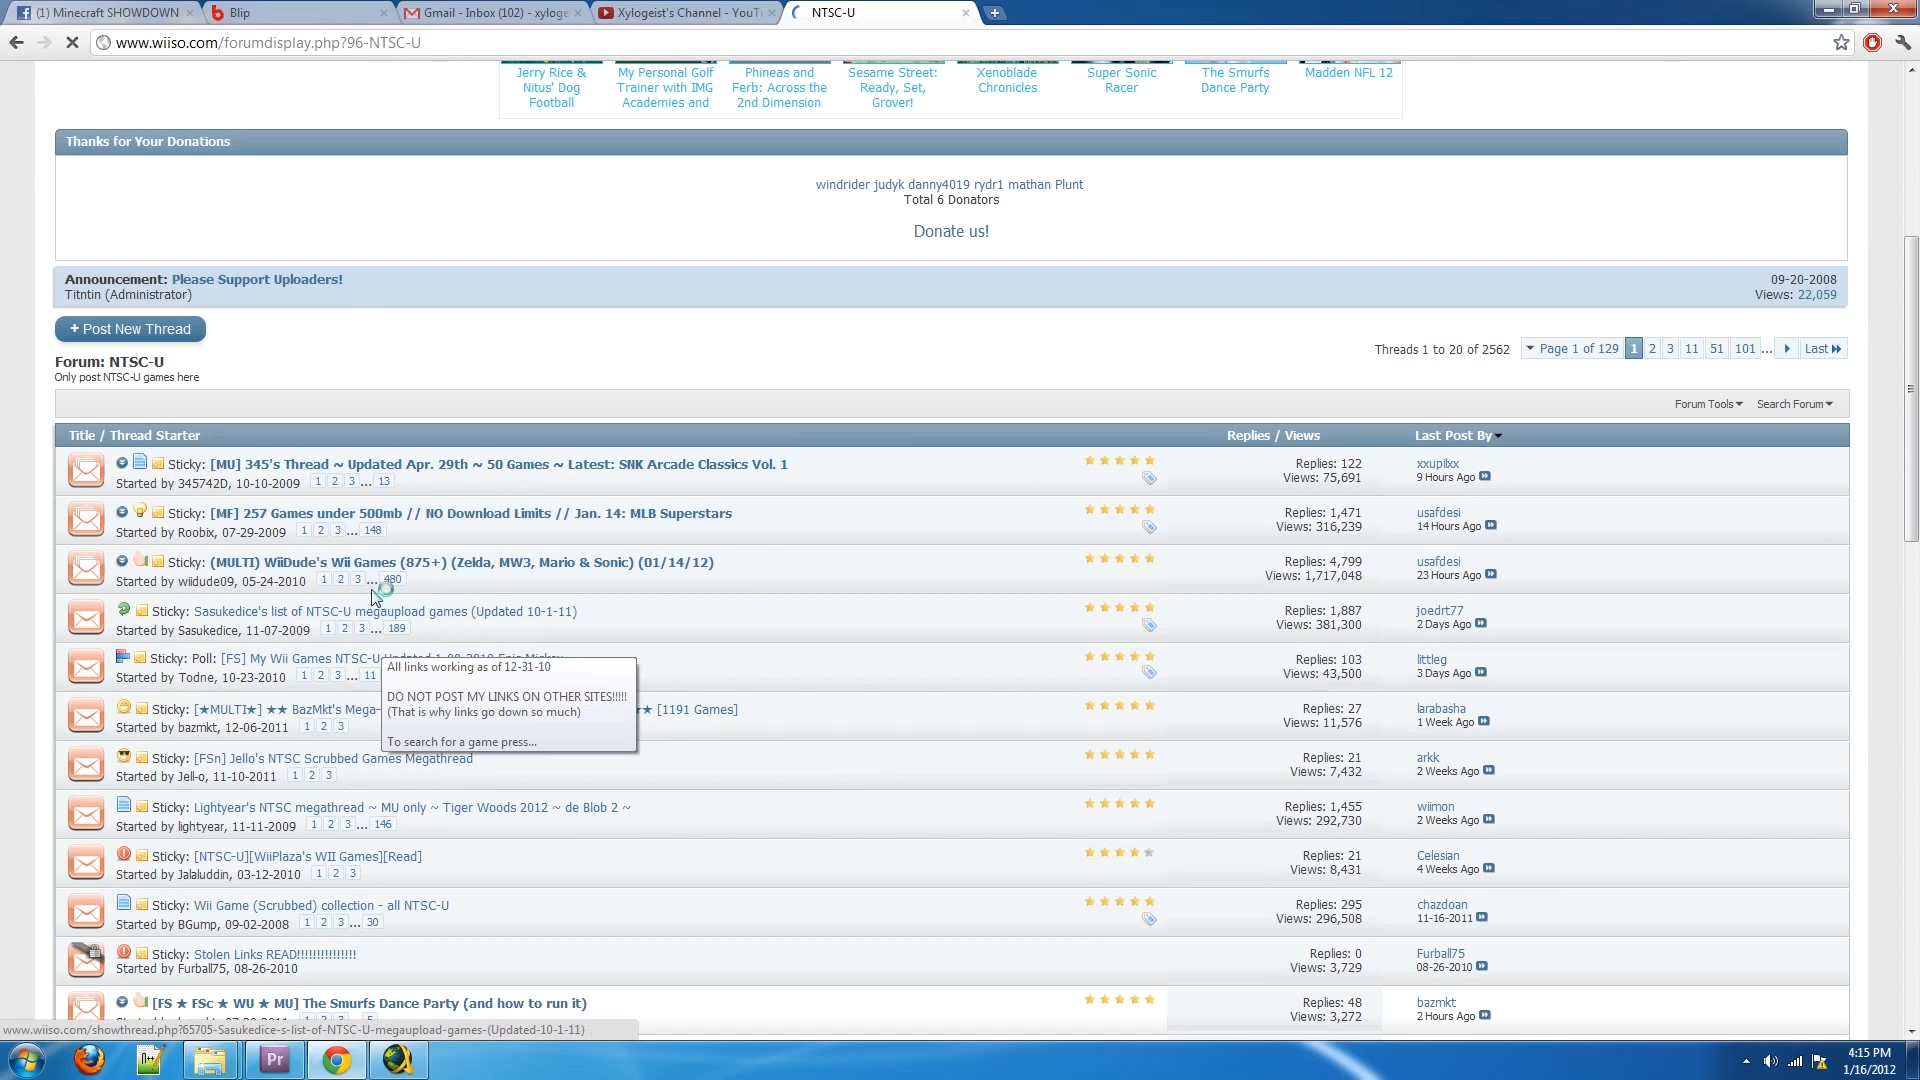 (1) Minecraft SHOWDOWN
Blip
Gmail - Inbox (102) - xyloge
Xylogeist's Channel - YouT
NTSC-U
www.wiiso.com/forumdisplay.php?96-NTSC-U
Jerry Rice & Nitus' Dog Football
My Personal Golf Trainer with IMG Academies and
Phineas and Ferb: Across the 2nd Dimension
Sesame Street: Ready, Set, Grover!
Xenoblade Chronicles
Super Sonic Racer
The Smurfs Dance Party
Madden NFL 12
Thanks for Your Donations
windrider judyk danny4019 rydr1 mathan Plunt
Total 6 Donators
Donate us!
Announcement: Please Support Uploaders! 09-20-2008
Titntin (Administrator) Views: 22,059
+ Post New Thread
Threads 1 to 20 of 2562 Page 1 of 129 1 2 3 11 51 101 ... Last
Forum: NTSC-U
Only post NTSC-U games here
Forum Tools Search Forum
Title / Thread Starter Replies / Views Last Post By
Sticky: [MU] 345's Thread ~ Updated Apr. 29th ~ 50 Games ~ Latest: SNK Arcade Classics Vol. 1 Replies: 122 xxupilxx
Started by 345742D, 10-10-2009 1 2 3 ... 13 Views: 75,691 9 Hours Ago
Sticky: [MF] 257 Games under 500mb // NO Download Limits // Jan. 14: MLB Superstars Replies: 1,471 usafdesi
Started by Roobix, 07-29-2009 1 2 3 ... 148 Views: 316,239 14 Hours Ago
Sticky: (MULTI) WiiDude's Wii Games (875+) (Zelda, MW3, Mario & Sonic) (01/14/12) Replies: 4,799 usafdesi
Started by wiidude09, 05-24-2010 1 2 3 ... 480 Views: 1,717,048 23 Hours Ago
Sticky: Sasukedice's list of NTSC-U megaupload games (Updated 10-1-11) Replies: 1,887 joedrt77
Started by Sasukedice, 11-07-2009 1 2 3 ... 189 Views: 381,300 2 Days Ago
Sticky: Poll: [FS] My Wii Games NTSC-U Replies: 103 littleg
Started by Todne, 10-23-2010 1 2 3 ... 11 Views: 43,500 3 Days Ago
All links working as of 12-31-10
DO NOT POST MY LINKS ON OTHER SITES!!!!!
(That is why links go down so much)
To search for a game press...
Sticky: [★MULTI★] ★★ BazMkt's Mega- ★★ [1191 Games] Replies: 27 larabasha
Started by bazmkt, 12-06-2011 1 2 3 Views: 11,576 1 Week Ago
Sticky: [FSn] Jello's NTSC Scrubbed Games Megathread Replies: 21 arkk
Started by Jell-o, 11-10-2011 1 2 3 Views: 7,432 2 Weeks Ago
Sticky: Lightyear's NTSC megathread ~ MU only ~ Tiger Woods 2012 ~ de Blob 2 ~ Replies: 1,455 wiimon
Started by lightyear, 11-11-2009 1 2 3 ... 146 Views: 292,730 2 Weeks Ago
Sticky: [NTSC-U][WiiPlaza's WII Games][Read] Replies: 21 Celesian
Started by Jalaluddin, 03-12-2010 1 2 3 Views: 8,431 4 Weeks Ago
Sticky: Wii Game (Scrubbed) collection - all NTSC-U Replies: 295 chazdoan
Started by BGump, 09-02-2008 1 2 3 ... 30 Views: 296,508 11-16-2011
Sticky: Stolen Links READ!!!!!!!!!!!!!!! Replies: 0 Furball75
Started by Furball75, 08-26-2010 Views: 3,729 08-26-2010
[FS ★ FSc ★ WU ★ MU] The Smurfs Dance Party (and how to run it) Replies: 48 bazmkt
Views: 3,272 2 Hours Ago
www.wiiso.com/showthread.php?65705-Sasukedice-s-list-of-NTSC-U-megaupload-games-(Updated-10-1-11)
Pr
4:15 PM
1/16/2012